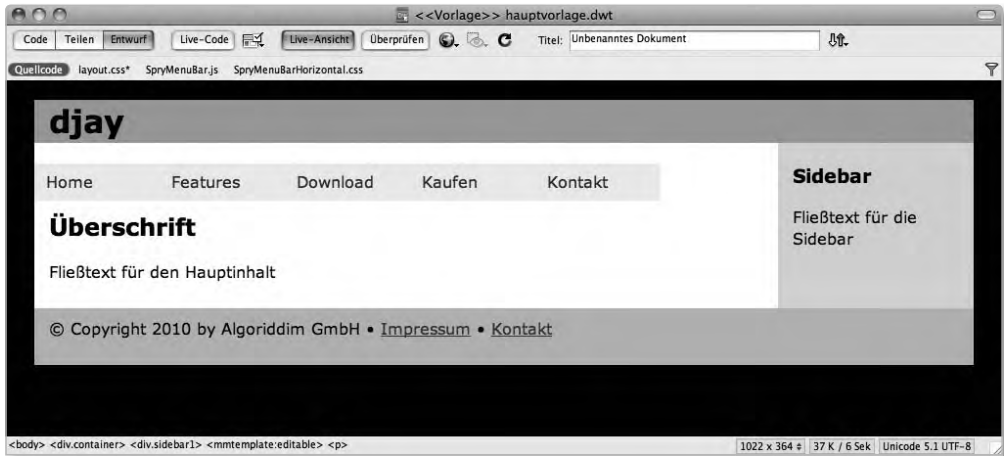 <<Vorlage>> hauptvorlage.dwt
Code Teilen Entwurf Live-Code Live-Ansicht Überprüfen Titel: Unbenanntes Dokument
Quellcode layout.css* SpryMenuBar.js SpryMenuBarHorizontal.css
djay
Home Features Download Kaufen Kontakt
Überschrift
Fließtext für den Hauptinhalt
Sidebar
Fließtext für die
Sidebar
© Copyright 2010 by Algoriddim GmbH • Impressum • Kontakt
<body> <div.container> <div.sidebar1> <mmtemplate:editable> <p> 1022 x 364 37 K / 6 Sek Unicode 5.1 UTF-8